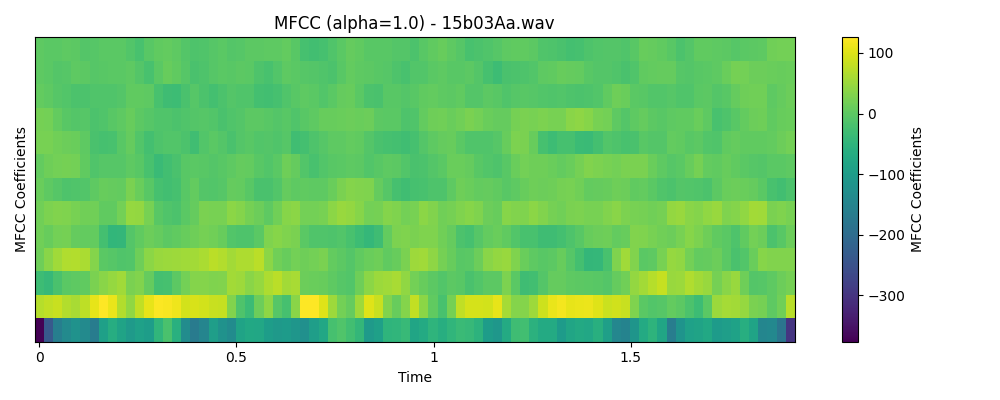 MFCC (alpha=1.0) - 15b03Aa.wav
MFCC Coefficients
0
0.5
1
1.5
Time
100
0
−100
−200
−300
MFCC Coefficients